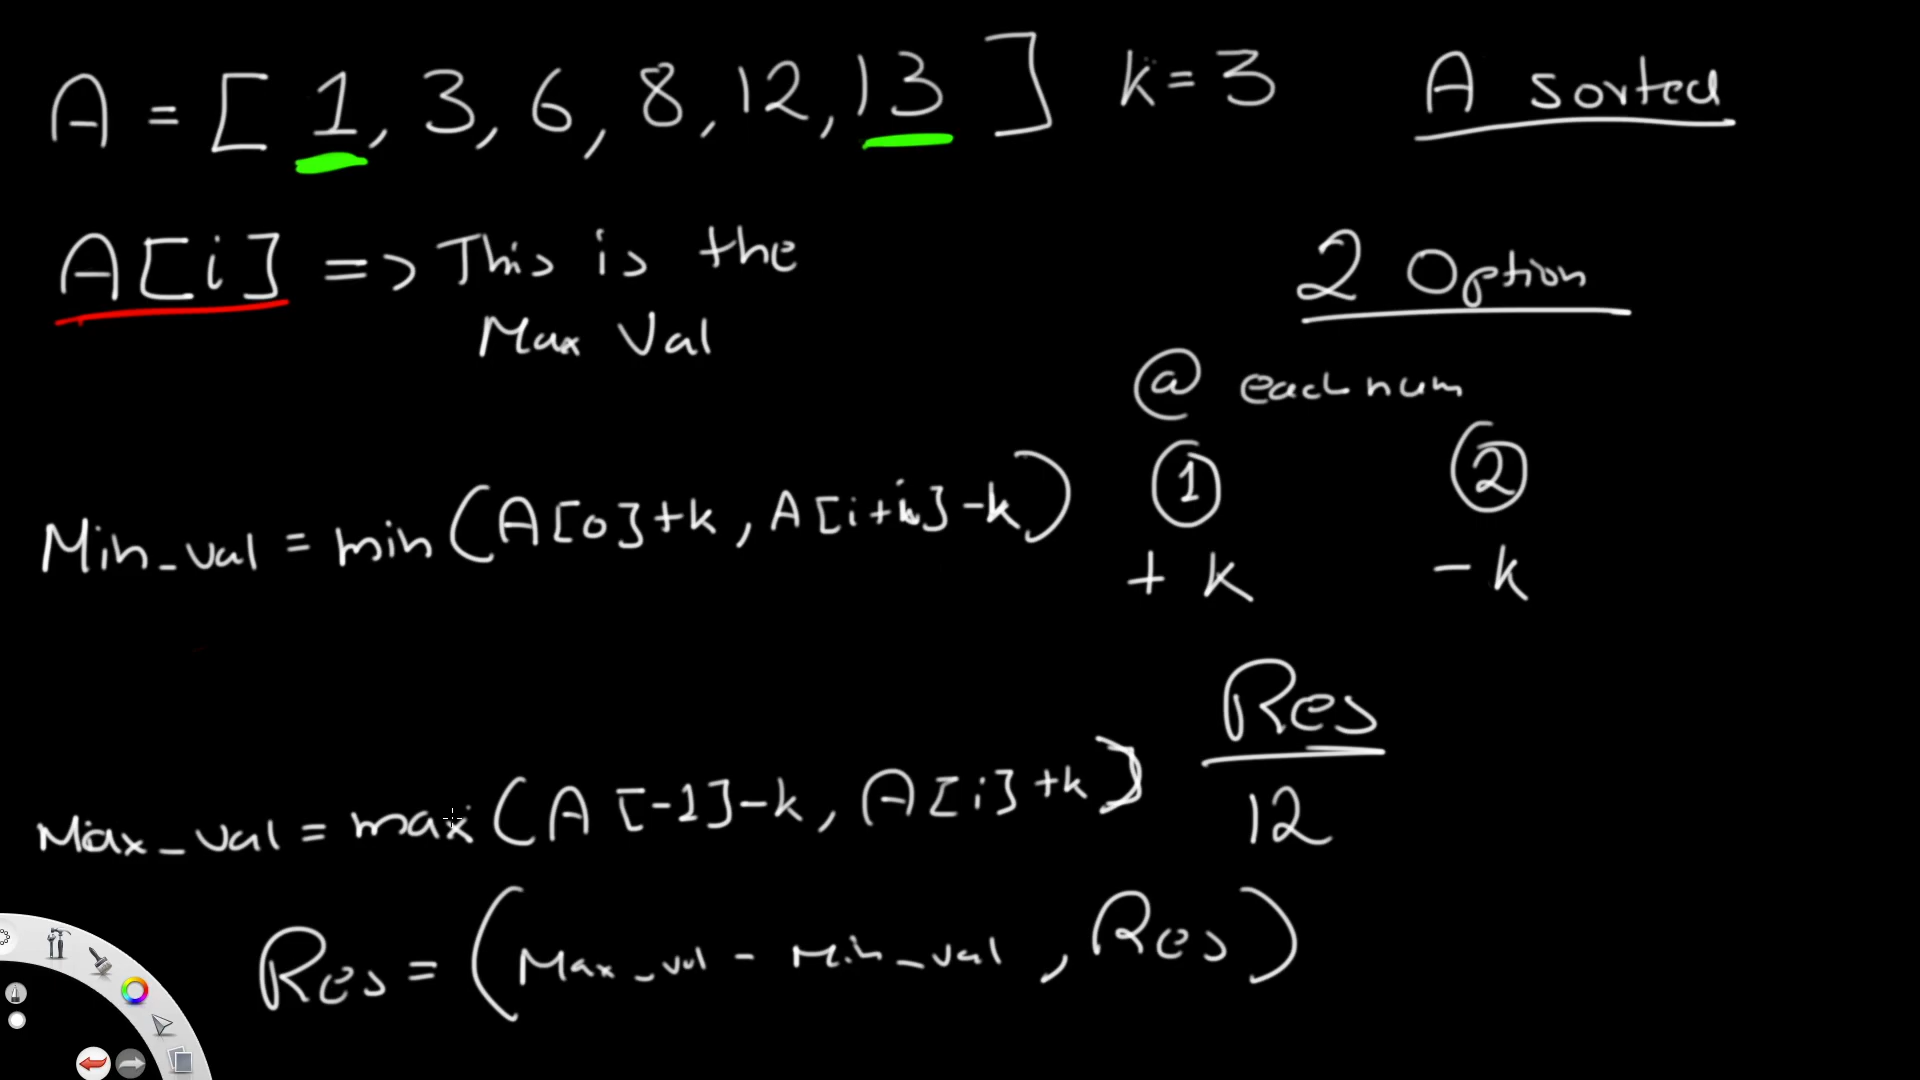 A = [ 1, 3, 6, 8, 12, 13 ] k = 3 A sorted
A[i] => This is the
Max Val
2 Option
@ each num
1 2
+ k - k
Min_val = min(A[0]+k, A[i+1]-k)
Res
12
Max_val = max(A[-1]-k, A[i]+k)
Res = (Max_val - Min_val, Res)